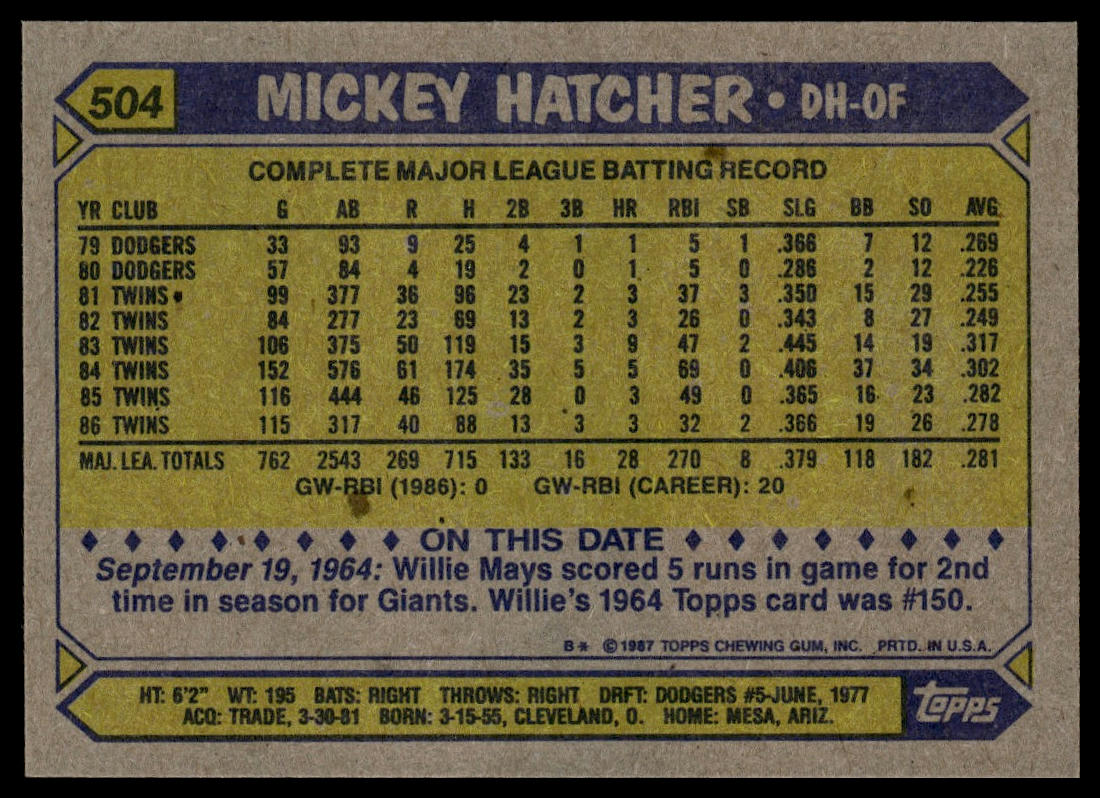 504 MICKEY HATCHER • DH-OF
COMPLETE MAJOR LEAGUE BATTING RECORD
YR CLUB G AB R H 2B 3B HR RBI SB SLG BB SO AVG.
79 DODGERS 33 93 9 25 4 1 1 5 1 .366 7 12 .269
80 DODGERS 57 84 4 19 2 0 1 5 0 .286 2 12 .226
81 TWINS 99 377 36 96 23 2 3 37 3 .350 15 29 .255
82 TWINS 84 277 23 69 13 2 3 26 0 .343 8 27 .249
83 TWINS 106 375 50 119 15 3 9 47 2 .445 14 19 .317
84 TWINS 152 576 61 174 35 5 5 69 0 .406 37 34 .302
85 TWINS 116 444 46 125 28 0 3 49 0 .365 16 23 .282
86 TWINS 115 317 40 88 13 3 3 32 2 .366 19 26 .278
MAJ. LEA. TOTALS 762 2543 269 715 133 16 28 270 8 .379 118 182 .281
GW-RBI (1986): 0 GW-RBI (CAREER): 20
ON THIS DATE
September 19, 1964: Willie Mays scored 5 runs in game for 2nd
time in season for Giants. Willie's 1964 Topps card was #150.
B* ©1987 TOPPS CHEWING GUM, INC. PRTD. IN U.S.A.
HT: 6'2" WT: 195 BATS: RIGHT THROWS: RIGHT DRFT: DODGERS #5-JUNE, 1977
ACQ: TRADE, 3-30-81 BORN: 3-15-55, CLEVELAND, O. HOME: MESA, ARIZ.
TOPPS